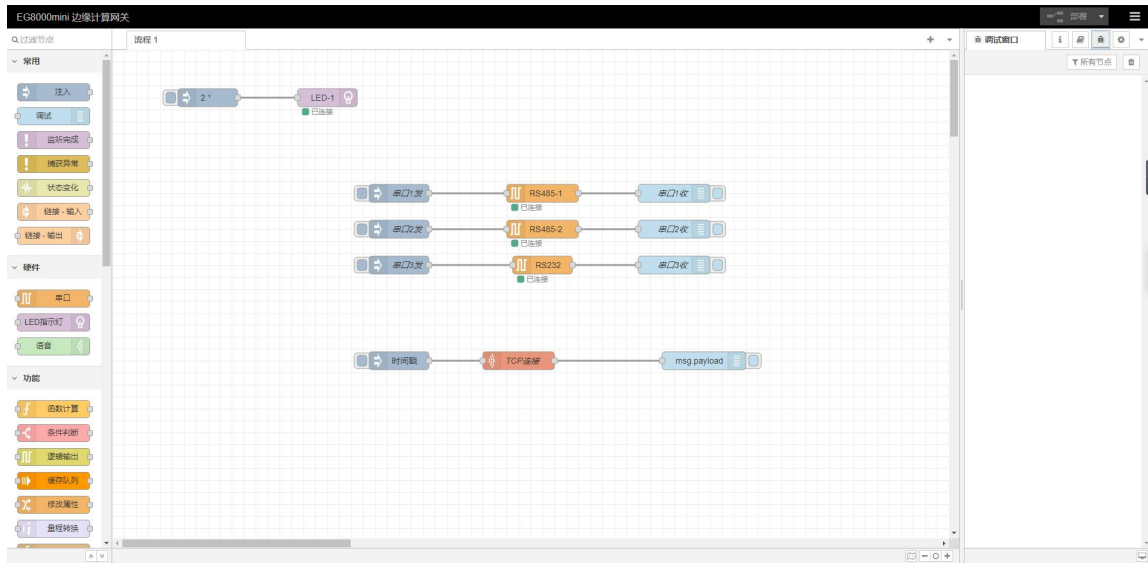 EG8000mini 边缘计算网关
部署
过滤节点
流程 1
调试窗口
所有节点
常用
注入
调试
监听完成
捕获异常
状态变化
链接 - 输入
链接 - 输出
硬件
串口
LED指示灯
语音
功能
函数计算
条件判断
逻辑输出
缓存队列
修改属性
量程转换
2 ¹
LED-1
已连接
串口1发
RS485-1
串口1收
已连接
串口2发
RS485-2
串口2收
已连接
串口3发
RS232
串口3收
已连接
时间戳
TCP连接
msg.payload